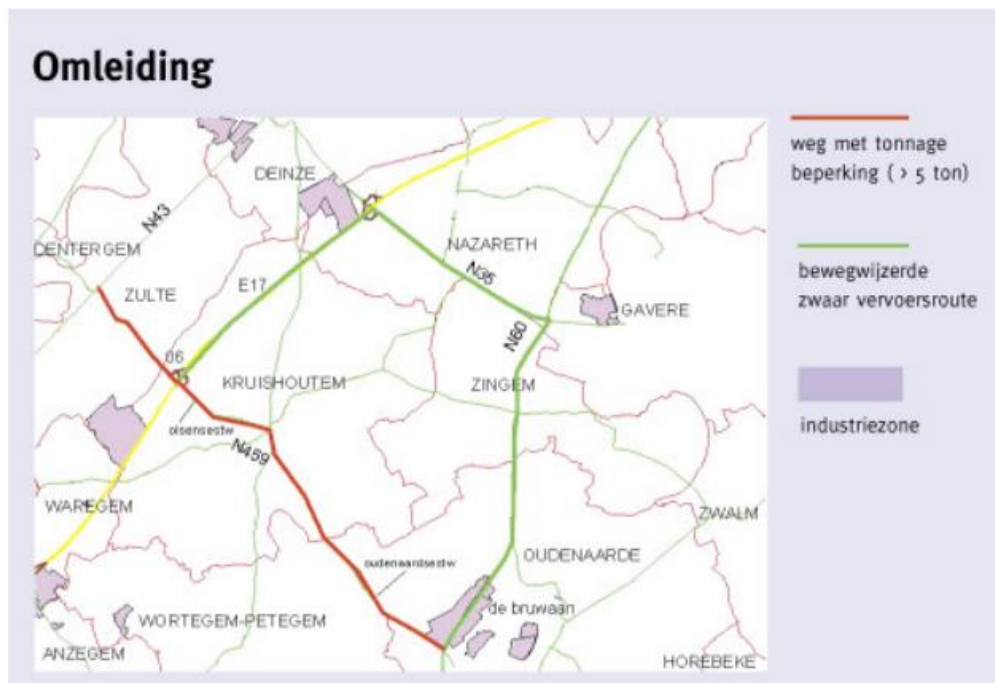 Omleiding
weg met tonnage
beperking ( > 5 ton)
DEINZE
N43
NAZARETH
DENTERGEM
N35
bewegwijzerde
zwaar vervoersroute
E17
ZULTE
GAVERE
N60
06
KRUISHOUTEM
ZINGEM
industriezone
olsensestw
N459
WAREGEM
ZWALM
OUDENAARDE
oudenaardsestw
de bruwaan
WORTEGEM-PETEGEM
ANZEGEM
HOREBEKE